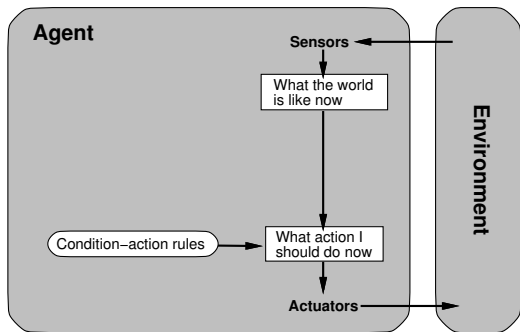 Agent
Sensors
What the world
is like now
Environment
Condition−action rules
What action I
should do now
Actuators